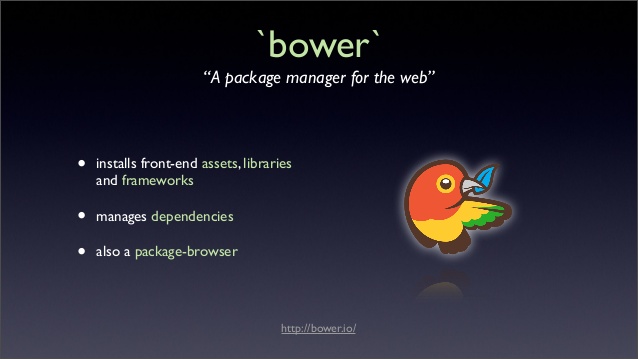 `bower`
“A package manager for the web”
• installs front-end assets, libraries
and frameworks
• manages dependencies
• also a package-browser
http://bower.io/